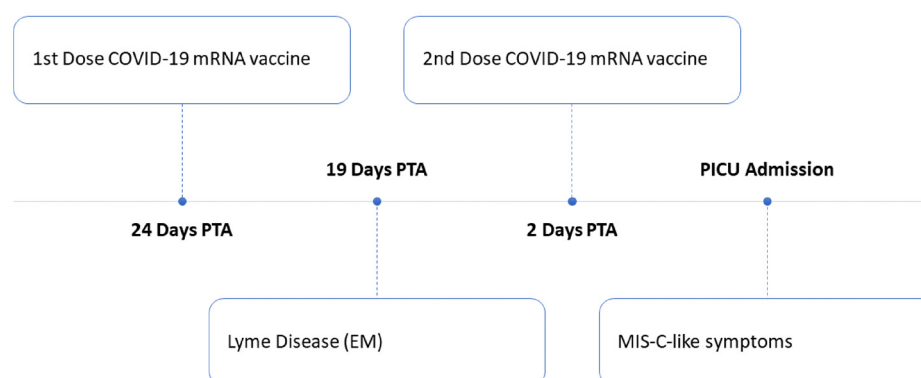 1st Dose COVID-19 mRNA vaccine
2nd Dose COVID-19 mRNA vaccine
19 Days PTA
PICU Admission
24 Days PTA
2 Days PTA
Lyme Disease (EM)
MIS-C-like symptoms